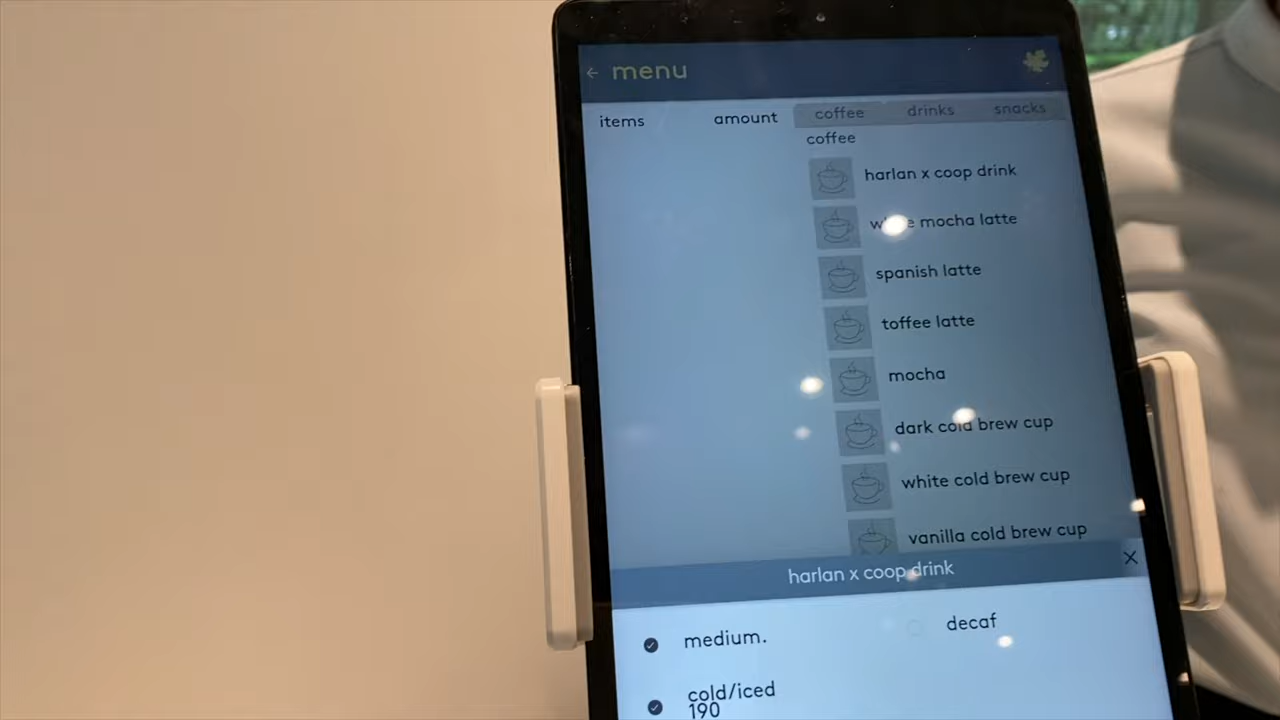 ← menu
items amount coffee drinks snacks
coffee
harlan x coop drink
mocha latte
spanish latte
toffee latte
mocha
dark cold brew cup
white cold brew cup
vanilla cold brew cup
harlan x coop drink
medium. decaf
cold/iced
190